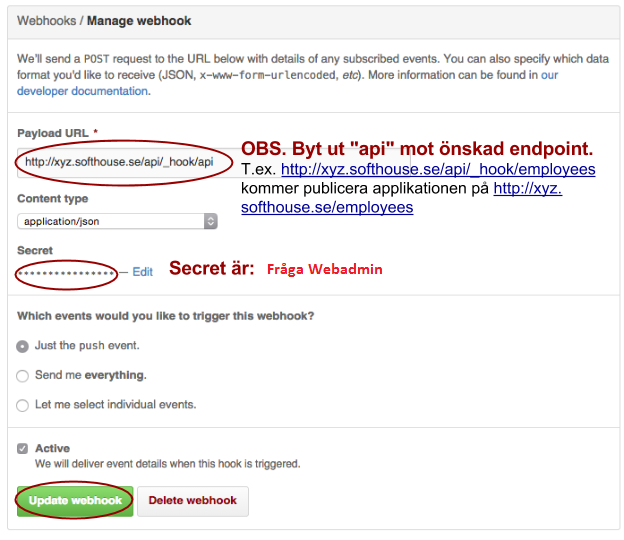 Webhooks / Manage webhook
We'll send a POST request to the URL below with details of any subscribed events. You can also specify which data
format you'd like to receive (JSON, x-www-form-urlencoded, etc). More information can be found in our
developer documentation.
Payload URL *
http://xyz.softhouse.se/api/_hook/api
OBS. Byt ut "api" mot önskad endpoint.
T.ex. http://xyz.softhouse.se/api/_hook/employees
kommer publicera applikationen på http://xyz.
softhouse.se/employees
Content type
application/json
Secret
•••••••••••••••• — Edit
Secret är: Fråga Webadmin
Which events would you like to trigger this webhook?
Just the push event.
Send me everything.
Let me select individual events.
Active
We will deliver event details when this hook is triggered.
Update webhook
Delete webhook